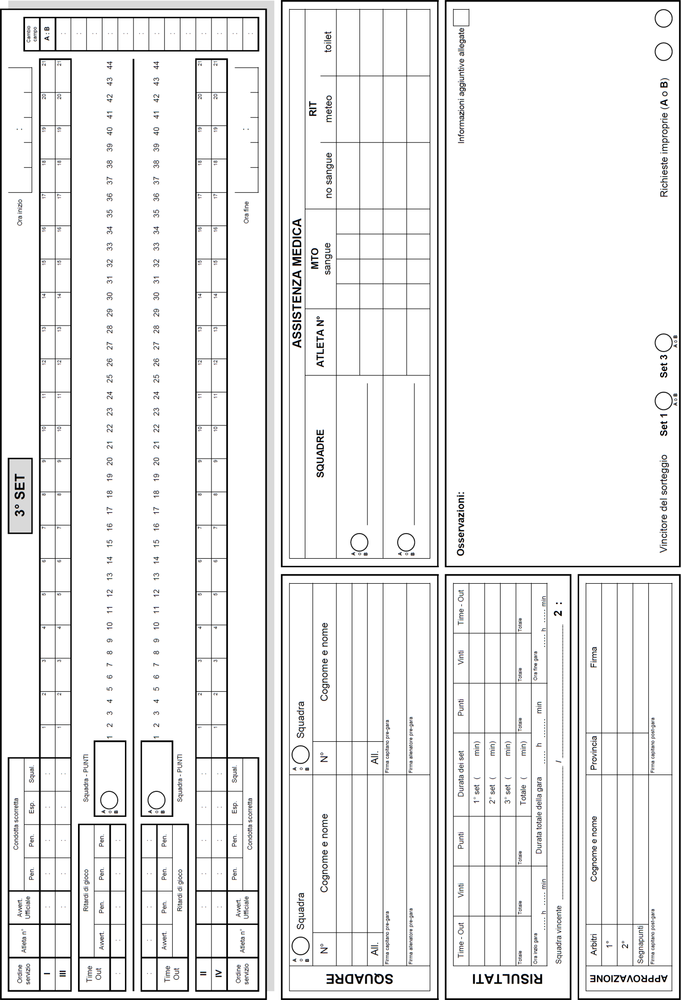 3° SET
Ora inizio :
Cambio campo
A : B
: : : : : : : : : : : : :
Ordine servizio Atleta n° Avvert. Ufficiale Condotta scorretta
Pen. Pen. Esp. Squal.
I : : : : : 1 2 3 4 5 6 7 8 9 10 11 12 13 14 15 16 17 18 19 20 21
III : : : : : 1 2 3 4 5 6 7 8 9 10 11 12 13 14 15 16 17 18 19 20 21
Time Out Ritardi di gioco Squadra - PUNTI
Avvert. Pen. Pen. Pen.
: : : : :
A o B
1 2 3 4 5 6 7 8 9 10 11 12 13 14 15 16 17 18 19 20 21 22 23 24 25 26 27 28 29 30 31 32 33 34 35 36 37 38 39 40 41 42 43 44
: : : : :
A o B
1 2 3 4 5 6 7 8 9 10 11 12 13 14 15 16 17 18 19 20 21 22 23 24 25 26 27 28 29 30 31 32 33 34 35 36 37 38 39 40 41 42 43 44
Time Out Avvert. Pen. Pen. Pen.
Ritardi di gioco Squadra - PUNTI
II : : : : : 1 2 3 4 5 6 7 8 9 10 11 12 13 14 15 16 17 18 19 20 21
IV : : : : : 1 2 3 4 5 6 7 8 9 10 11 12 13 14 15 16 17 18 19 20 21
Ordine servizio Atleta n° Avvert. Ufficiale Pen. Pen. Esp. Squal.
Condotta scorretta
Ora fine :
SQUADRE
A o B Squadra A o B Squadra
N° Cognome e nome N° Cognome e nome
All. All.
Firma capitano pre-gara Firma capitano pre-gara
Firma allenatore pre-gara Firma allenatore pre-gara
ASSISTENZA MEDICA
SQUADRE ATLETA N° MTO sangue RIT
no sangue meteo toilet
A o B
A o B
RISULTATI
Time - Out Vinti Punti Durata dei set Punti Vinti Time - Out
1° set ( min)
2° set ( min)
3° set ( min)
Totale Totale Totale Totale ( min) Totale Totale Totale
Ora inzio gara ..... h ..... min Durata totale della gara ..... h ....... min Ora fine gara ..... h ..... min
Squadra vincente / 2 :
APPROVAZIONE
Arbitri Cognome e nome Provincia Firma
1°
2°
Segnapunti
Firma capitano post-gara Firma capitano post-gara
Osservazioni: Informazioni aggiuntive allegate
Vincitore del sorteggio Set 1 A o B Set 3 A o B Richieste improprie (A o B)